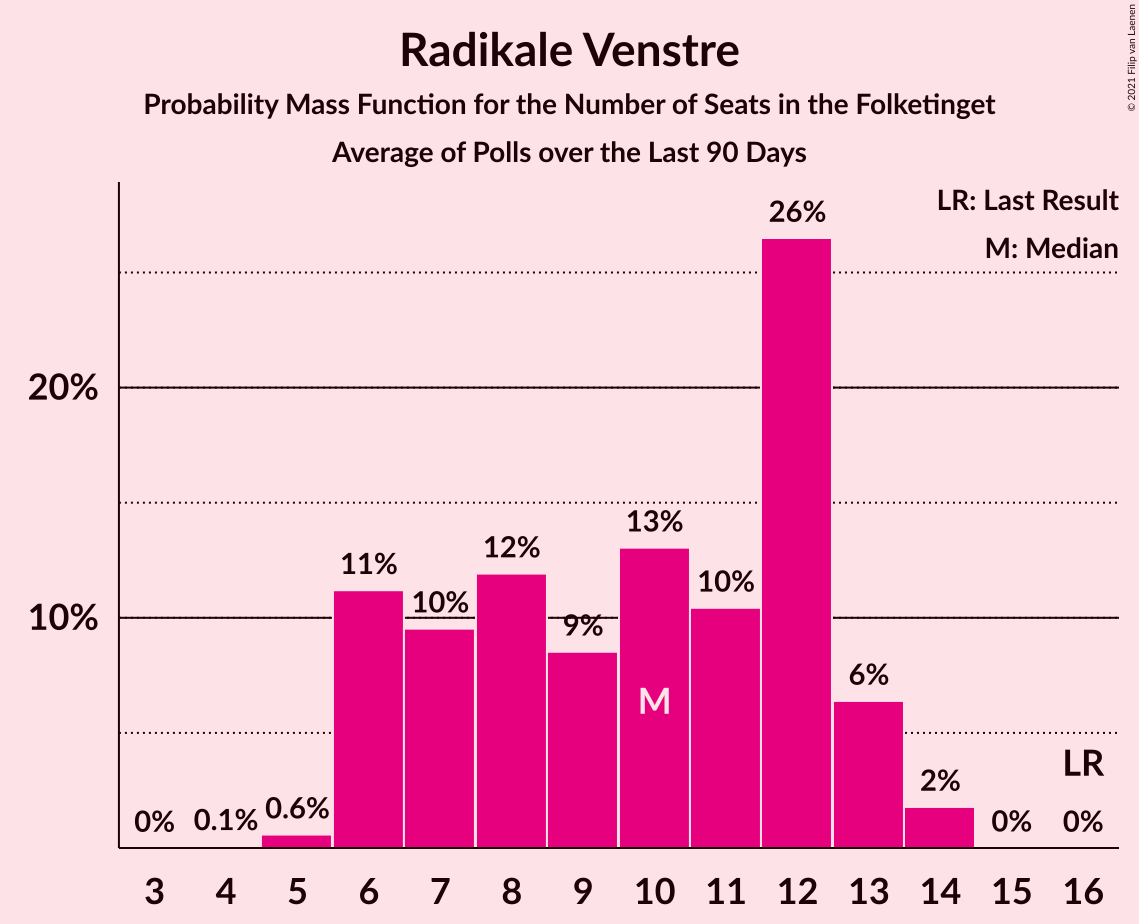 Radikale Venstre
Probability Mass Function for the Number of Seats in the Folketinget
Average of Polls over the Last 90 Days
© 2021 Filip van Laenen
LR: Last Result
M: Median
26%
20%
13%
12%
11%
10%
10%
10%
9%
6%
M
LR
2%
0.6%
0.1%
0%
0%
0%
3 4 5 6 7 8 9 10 11 12 13 14 15 16